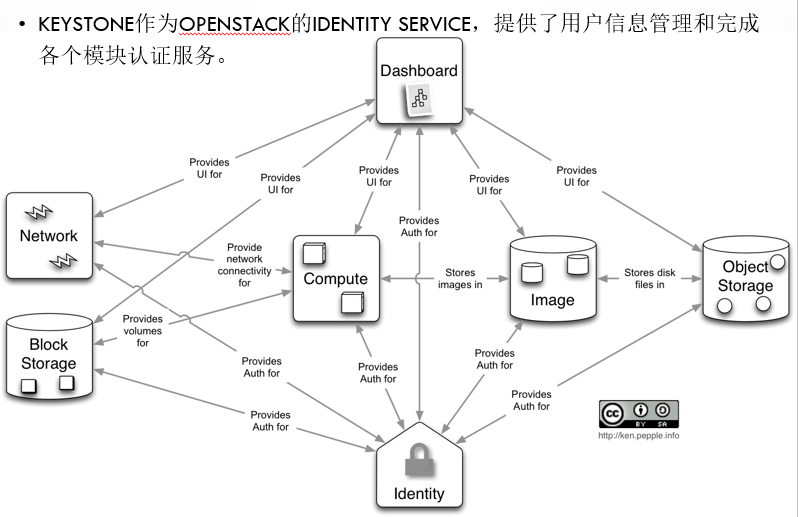 • KEYSTONE作为OPENSTACK的IDENTITY SERVICE，提供了用户信息管理和完成
各个模块认证服务。
Dashboard
Provides
UI for
Provides
UI for
Provides
UI for
Provides
UI for
Provides
UI for
Provides
Auth for
Network
Provide
network
connectivity
for
Compute
Stores
images in
Image
Stores disk
files in
Object
Storage
Block
Storage
Provides
volumes
for
Provides
Auth for
Provides
Auth for
Provides
Auth for
Provides
Auth for
Provides
Auth for
Identity
cc
BY SA
http://ken.pepple.info